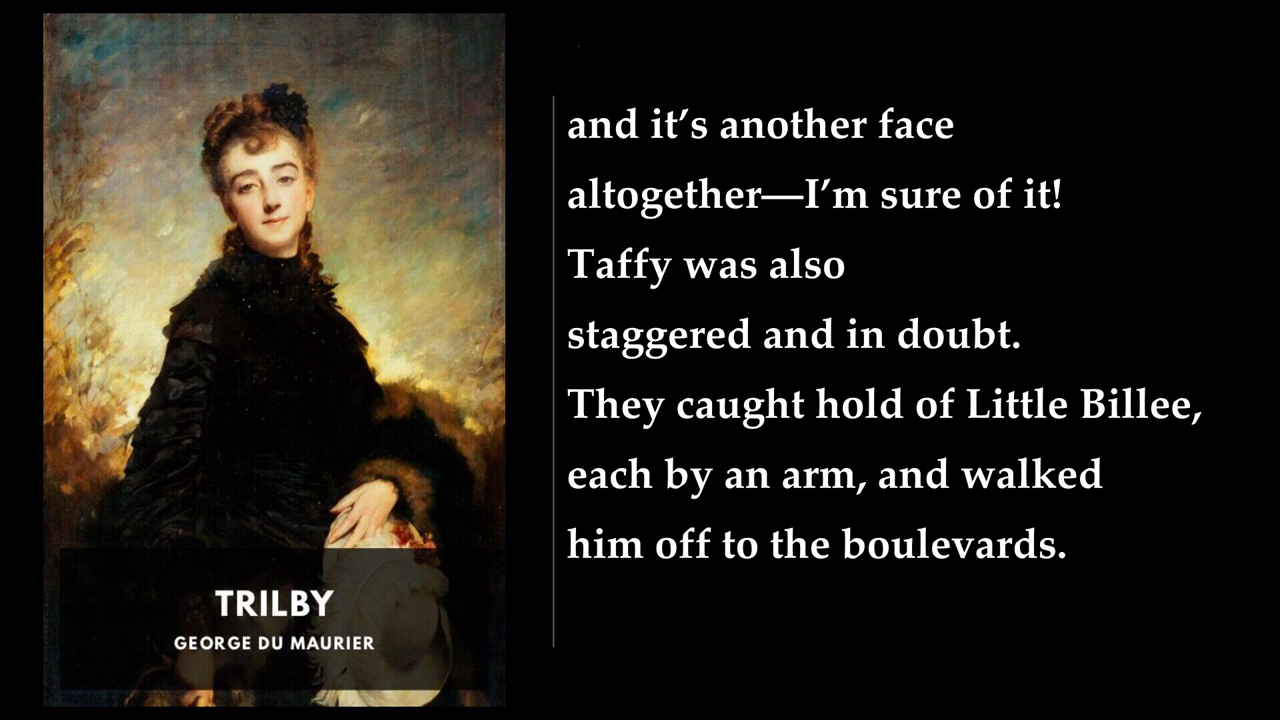 TRILBY
GEORGE DU MAURIER
and it’s another face
altogether—I’m sure of it!
Taffy was also
staggered and in doubt.
They caught hold of Little Billee,
each by an arm, and walked
him off to the boulevards.